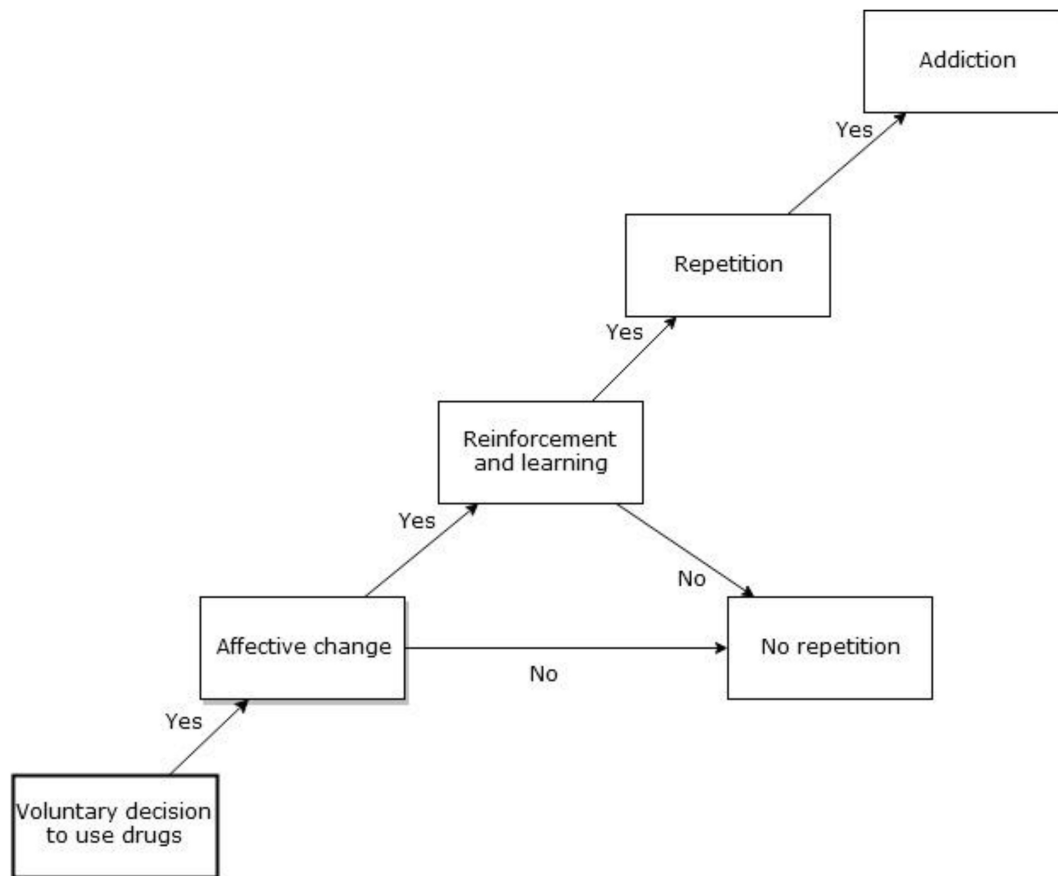 Addiction
Yes
Repetition
Yes
Reinforcement
and learning
Yes
No
Affective change
No repetition
No
Yes
Voluntary decision
to use drugs